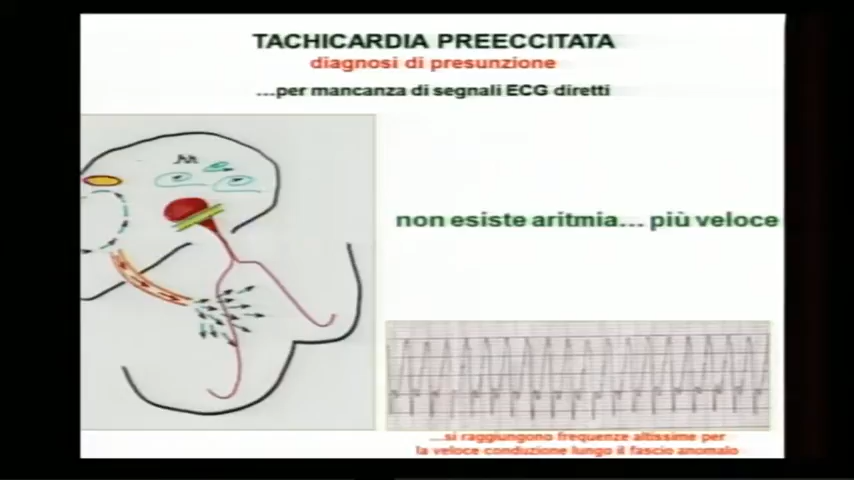 TACHICARDIA PREECCITATA
diagnosi di presunzione
...per mancanza di segnali ECG diretti
non esiste aritmia... più veloce
...si raggiungono frequenze altissime per
la veloce conduzione lungo il fascio anomalo